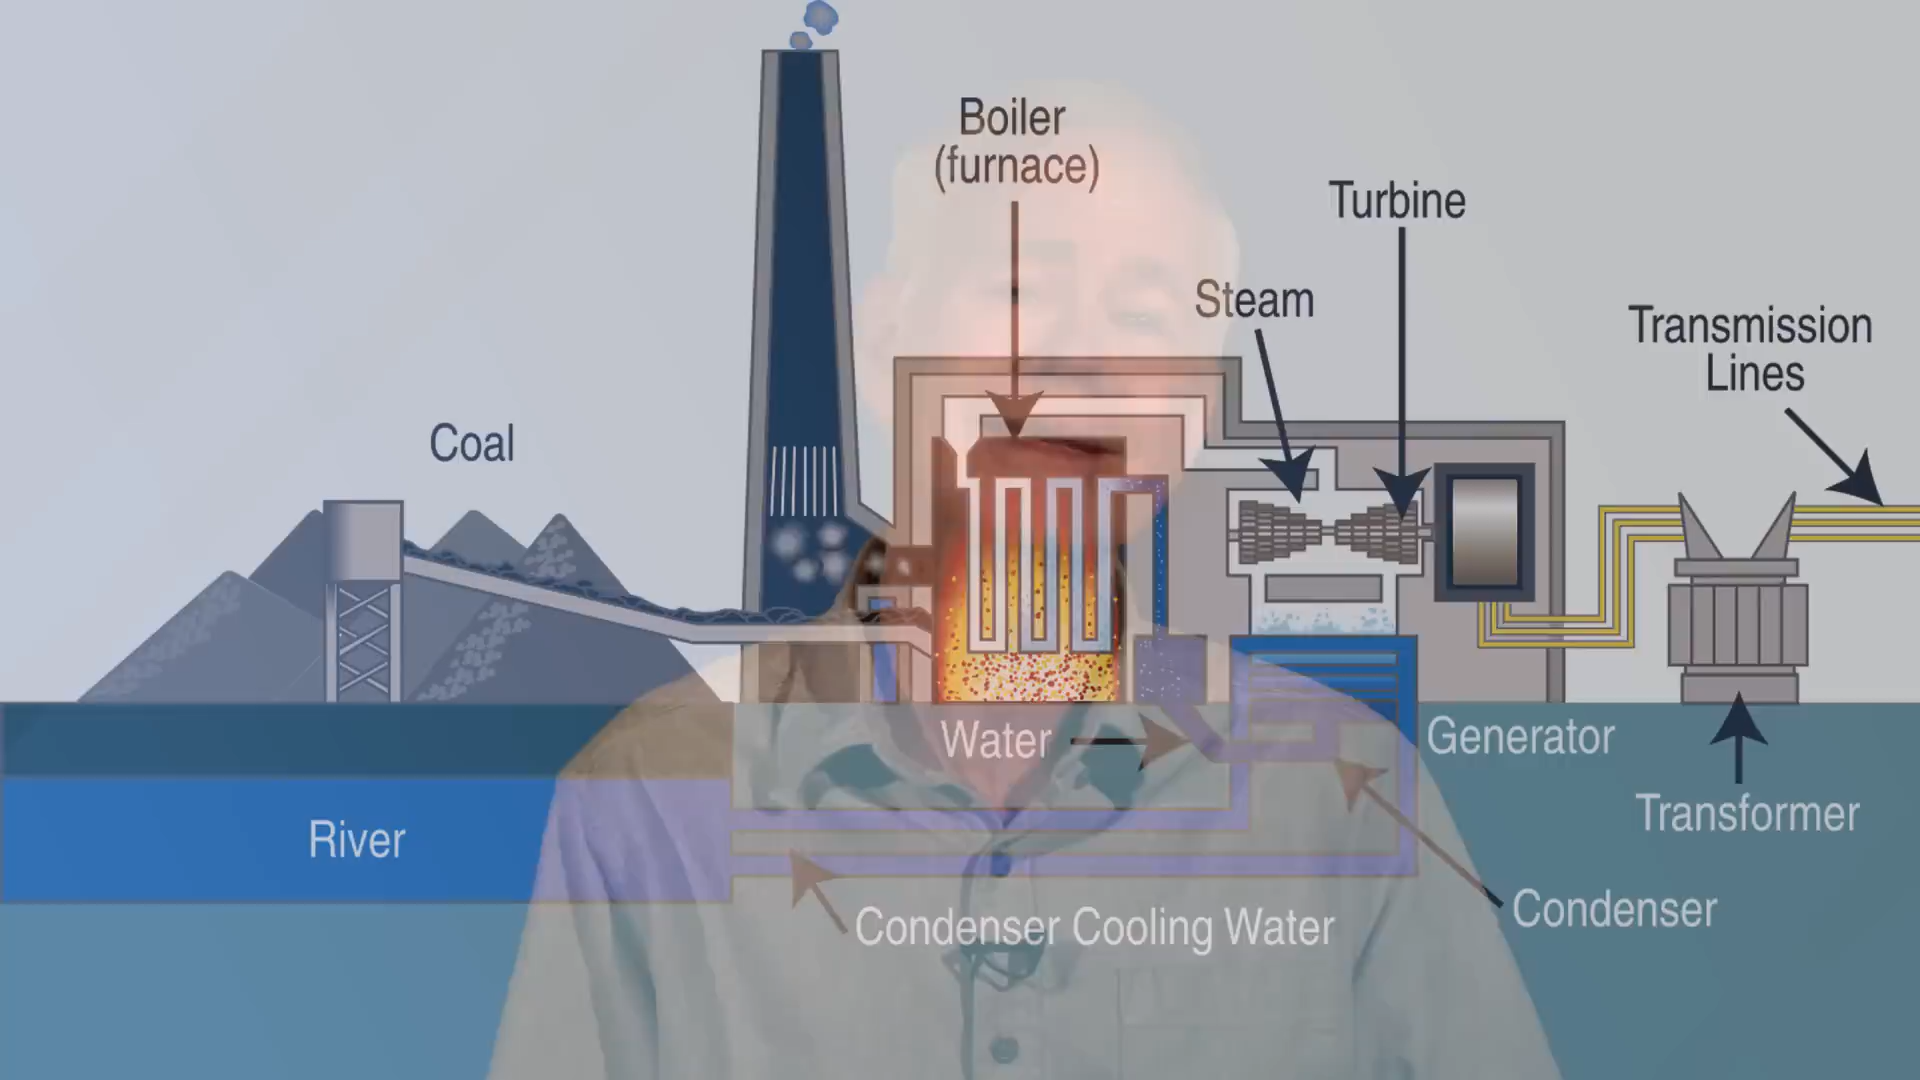 Boiler
(furnace)
Turbine
Steam
Transmission
Lines
Coal
Water
Generator
Transformer
River
Condenser
Condenser Cooling Water